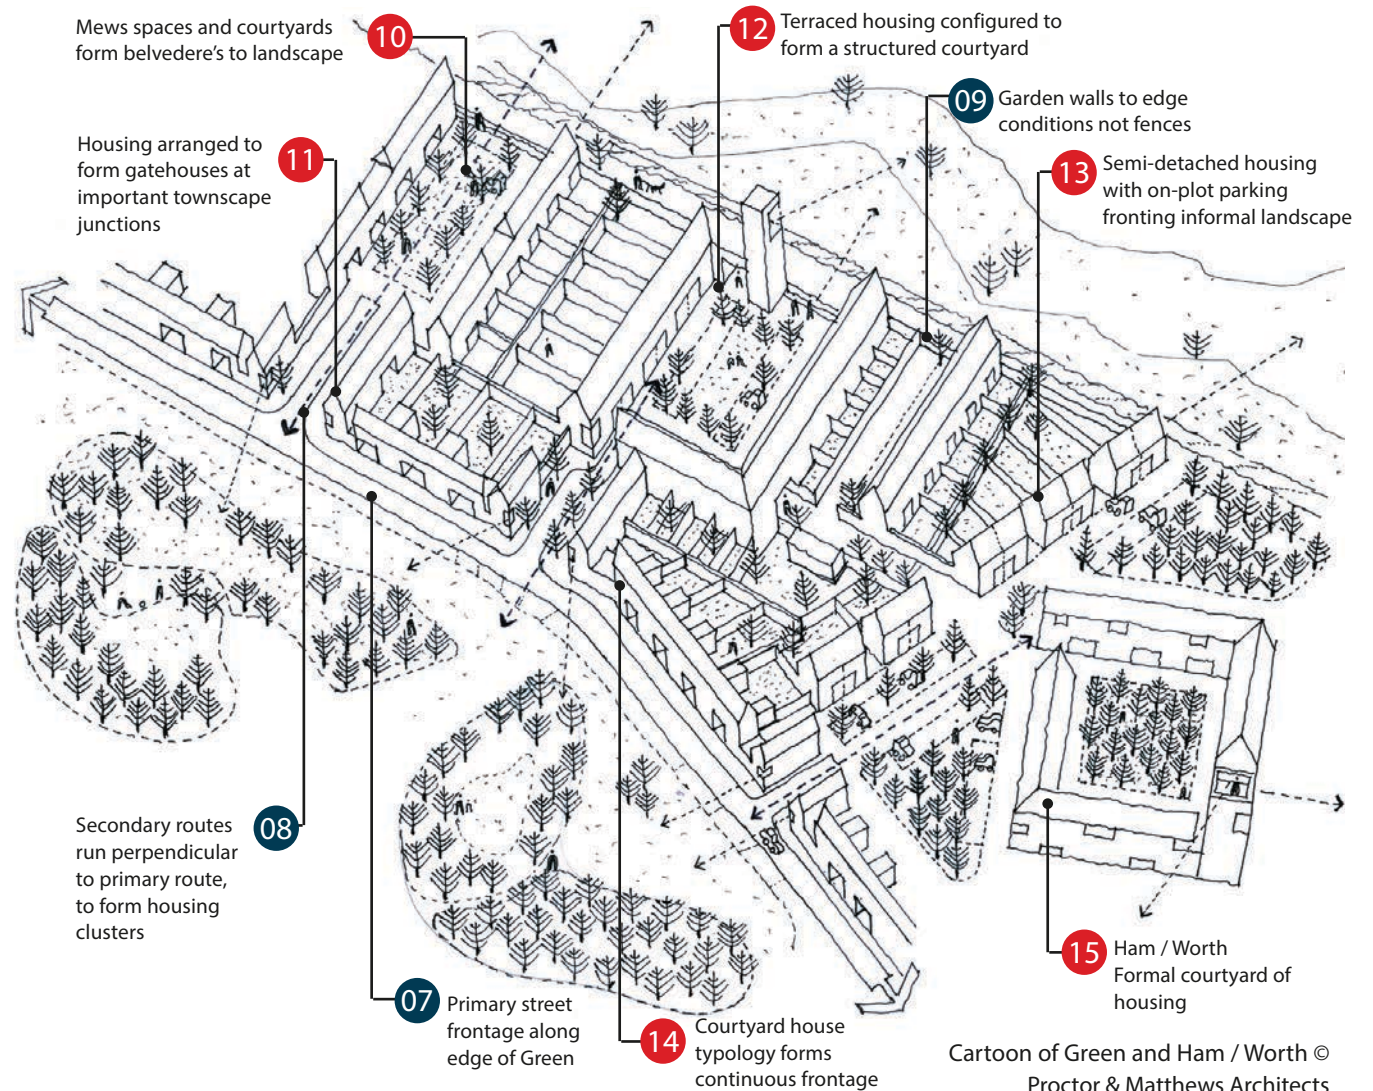 10
Mews spaces and courtyards
form belvedere's to landscape
12
Terraced housing configured to
form a structured courtyard
09
Garden walls to edge
conditions not fences
11
Housing arranged to
form gatehouses at
important townscape
junctions
13
Semi-detached housing
with on-plot parking
fronting informal landscape
08
Secondary routes
run perpendicular
to primary route,
to form housing
clusters
07
Primary street
frontage along
edge of Green
14
Courtyard house
typology forms
continuous frontage
15
Ham / Worth
Formal courtyard of
housing
Cartoon of Green and Ham / Worth ©
Proctor & Matthews Architects